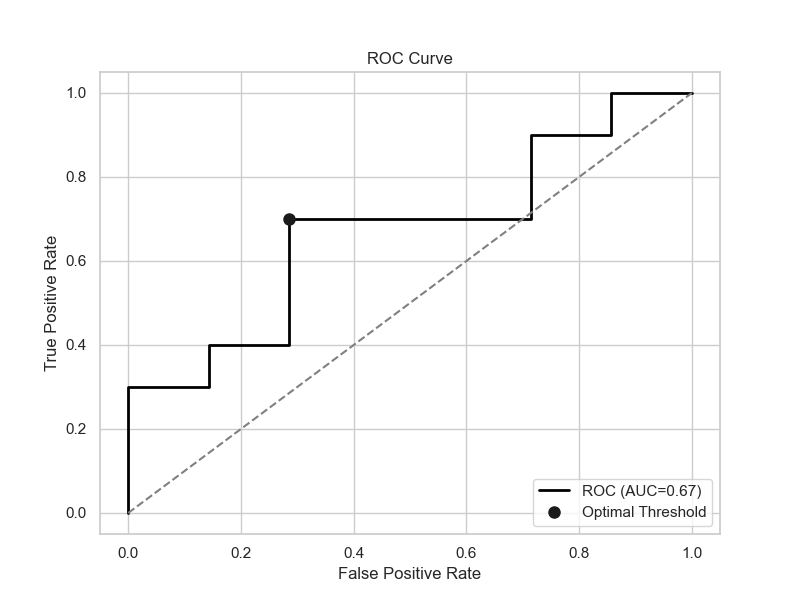 ROC Curve
True Positive Rate
1.0
0.8
0.6
0.4
0.2
0.0
0.0 0.2 0.4 0.6 0.8 1.0
False Positive Rate
ROC (AUC=0.67)
Optimal Threshold